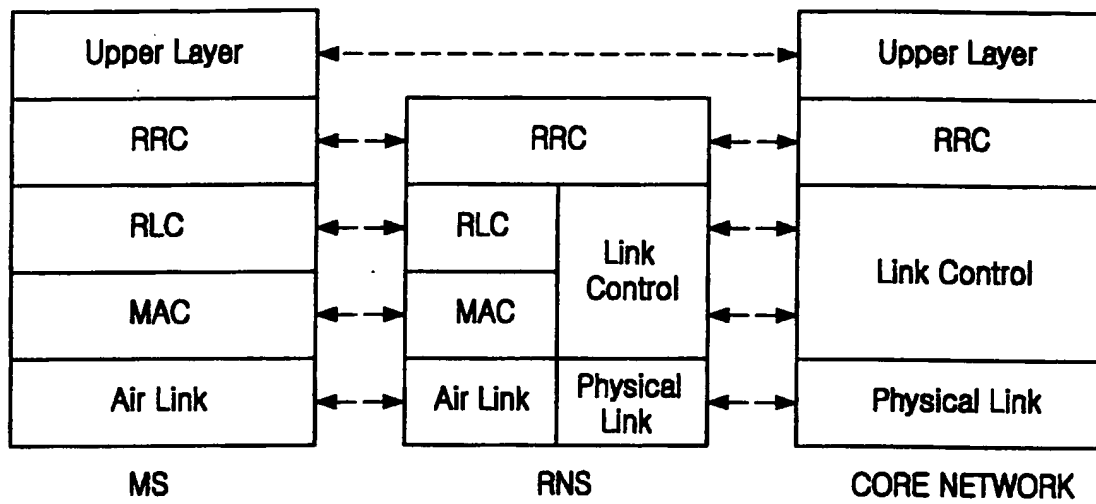 Upper Layer
Upper Layer
RRC
RRC
RRC
RLC
RLC
Link
Control
Link Control
MAC
MAC
Air Link
Air Link
Physical
Link
Physical Link
MS
RNS
CORE NETWORK